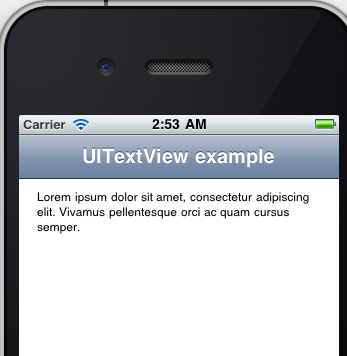 Carrier 2:53 AM
UITextView example
Lorem ipsum dolor sit amet, consectetur adipiscing
elit. Vivamus pellentesque orci ac quam cursus
semper.